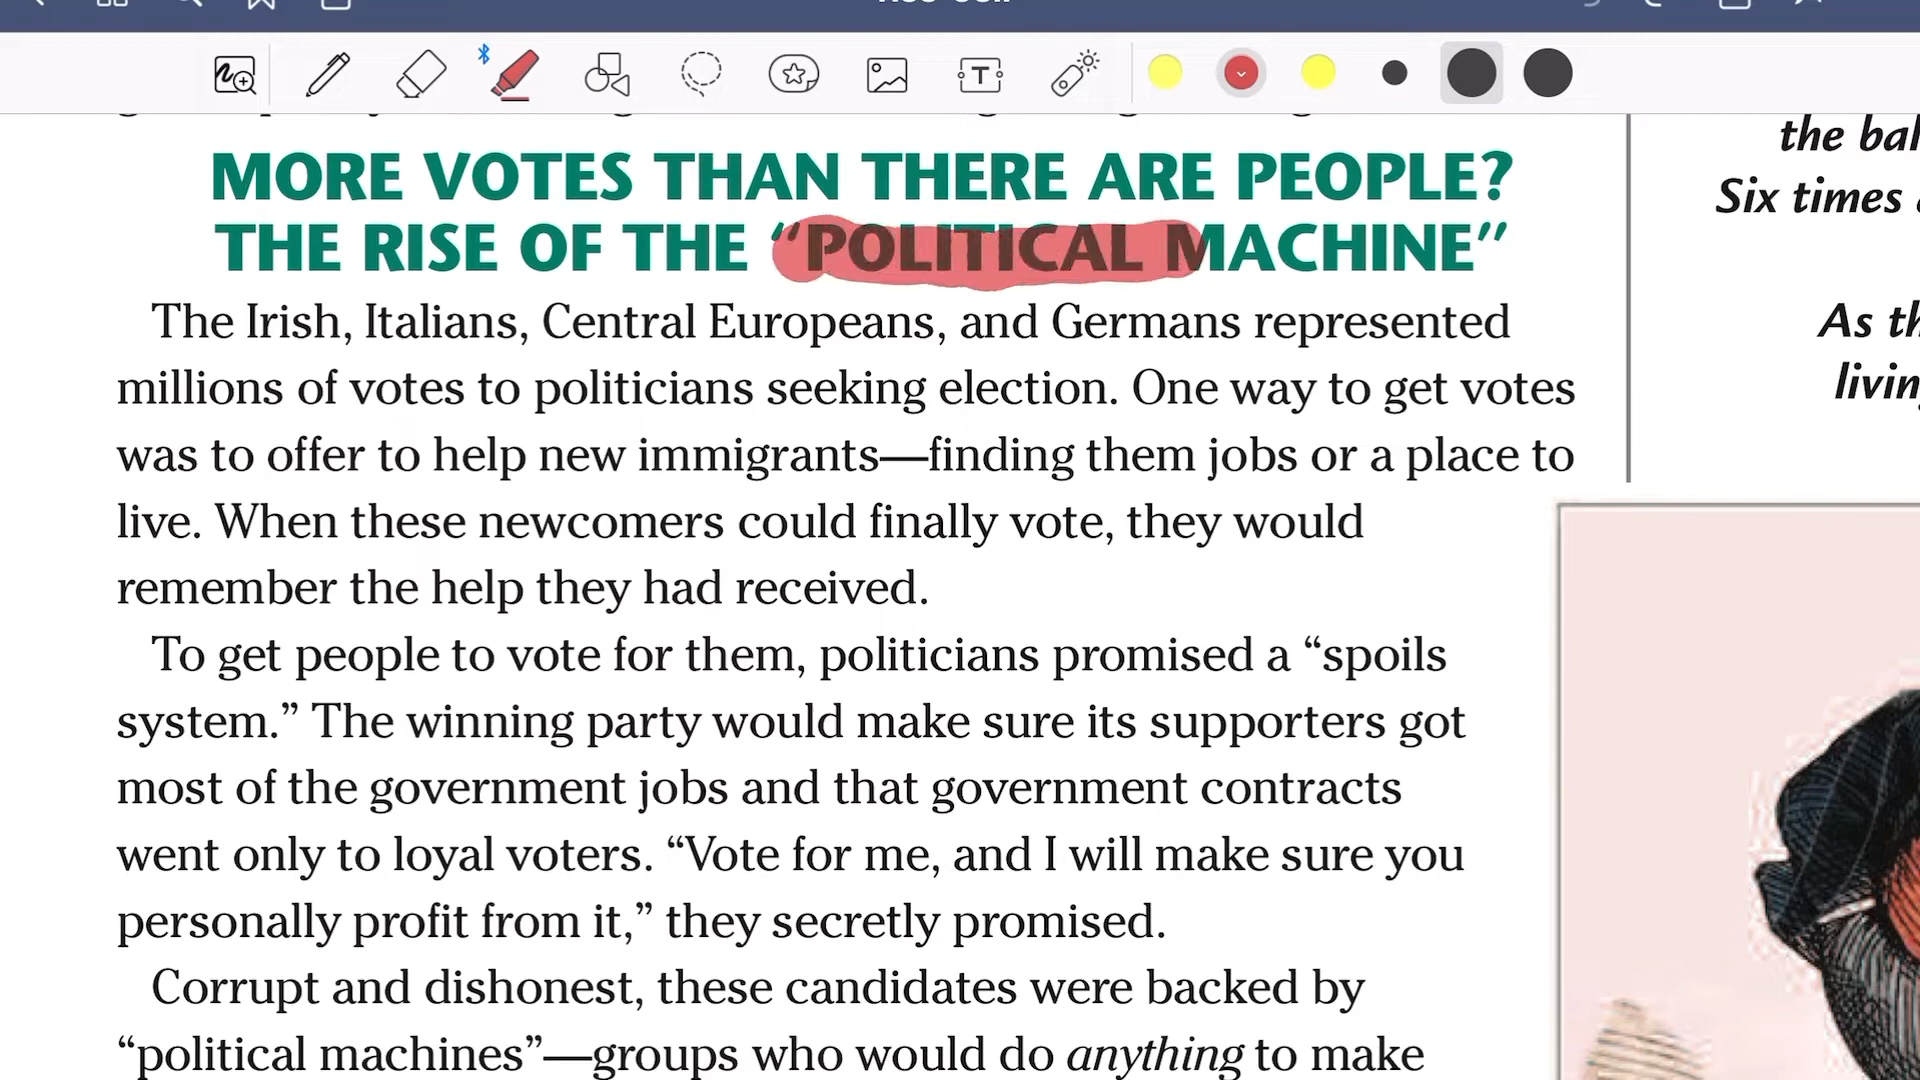 MORE VOTES THAN THERE ARE PEOPLE?
THE RISE OF THE “POLITICAL MACHINE”
The Irish, Italians, Central Europeans, and Germans represented
millions of votes to politicians seeking election. One way to get votes
was to offer to help new immigrants—finding them jobs or a place to
live. When these newcomers could finally vote, they would
remember the help they had received.
To get people to vote for them, politicians promised a “spoils
system.” The winning party would make sure its supporters got
most of the government jobs and that government contracts
went only to loyal voters. “Vote for me, and I will make sure you
personally profit from it,” they secretly promised.
Corrupt and dishonest, these candidates were backed by
“political machines”—groups who would do anything to make
the bal
Six times
As th
livin